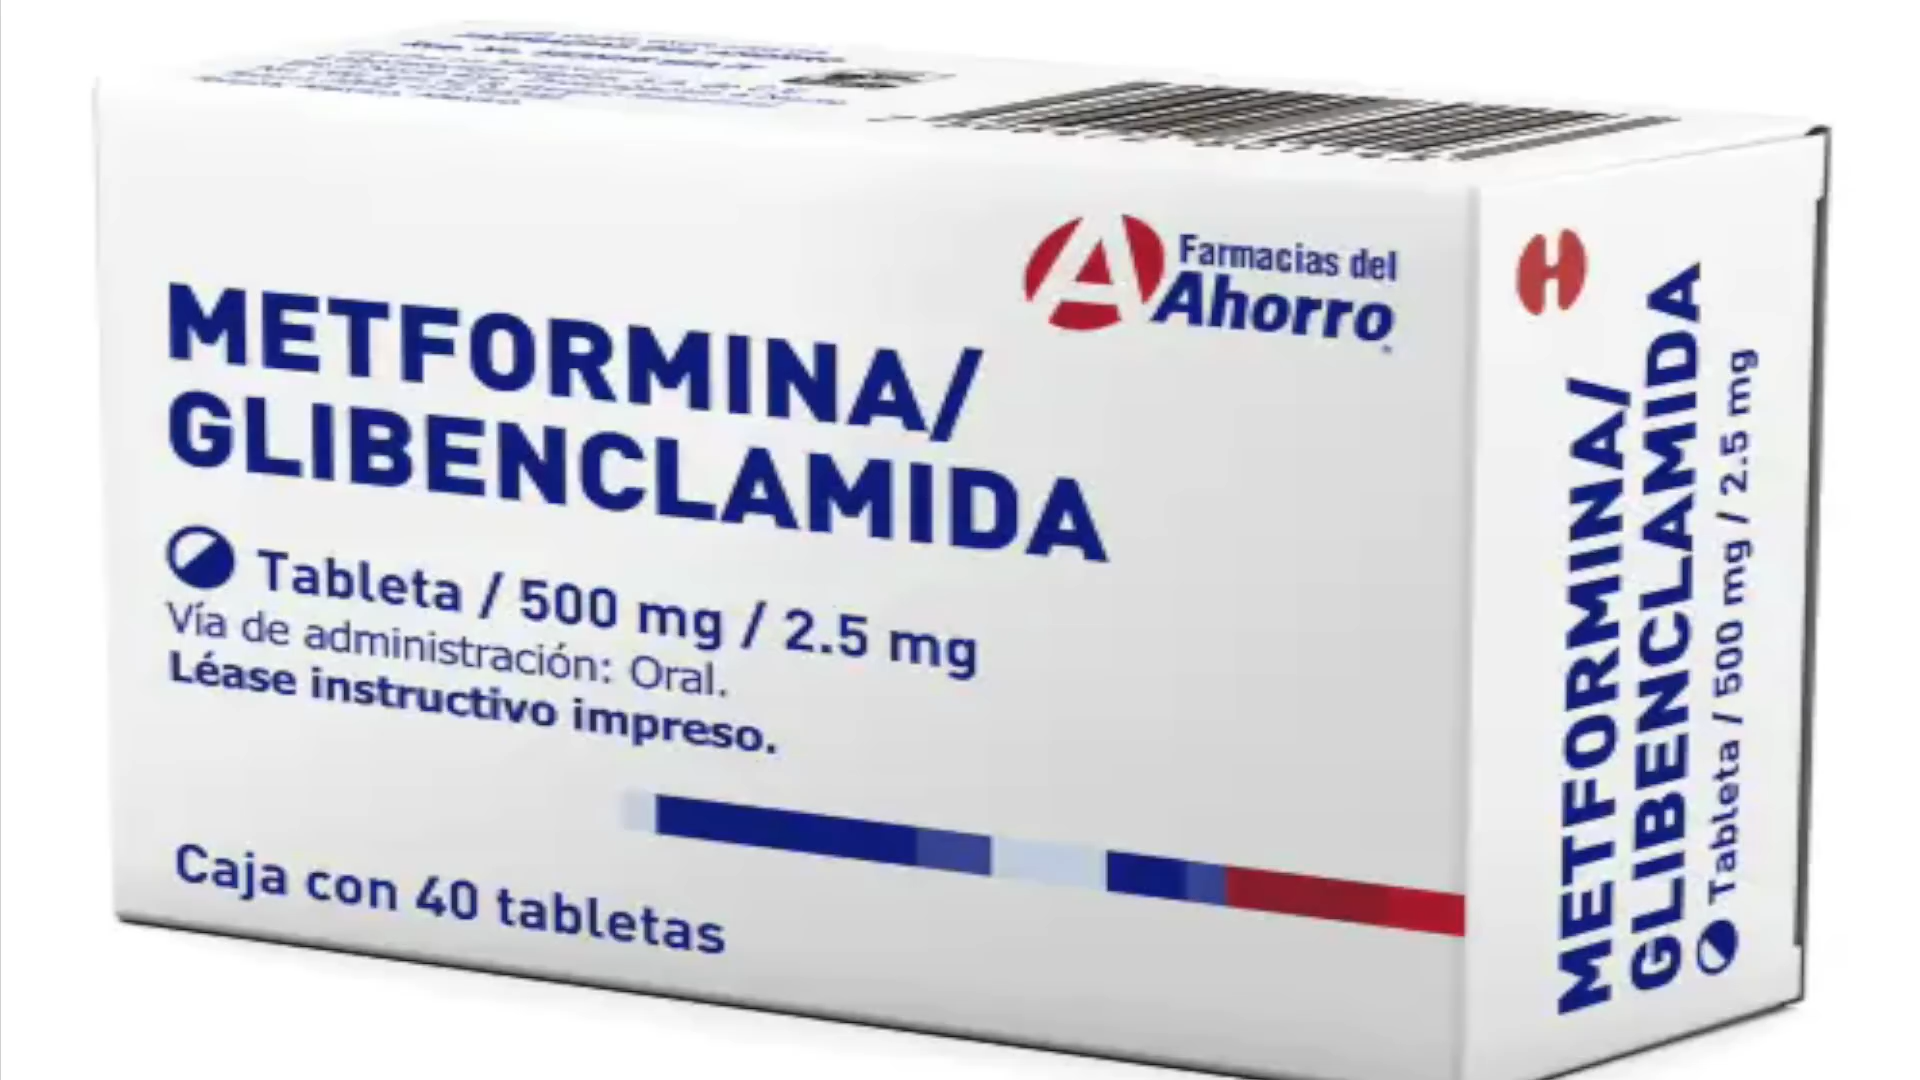 Farmacias del
Ahorro
METFORMINA/
GLIBENCLAMIDA
Tableta / 500 mg / 2.5 mg
Vía de administración: Oral.
Léase instructivo impreso.
Caja con 40 tabletas
H
METFORMINA/
GLIBENCLAMIDA
Tableta / 500 mg / 2.5 mg